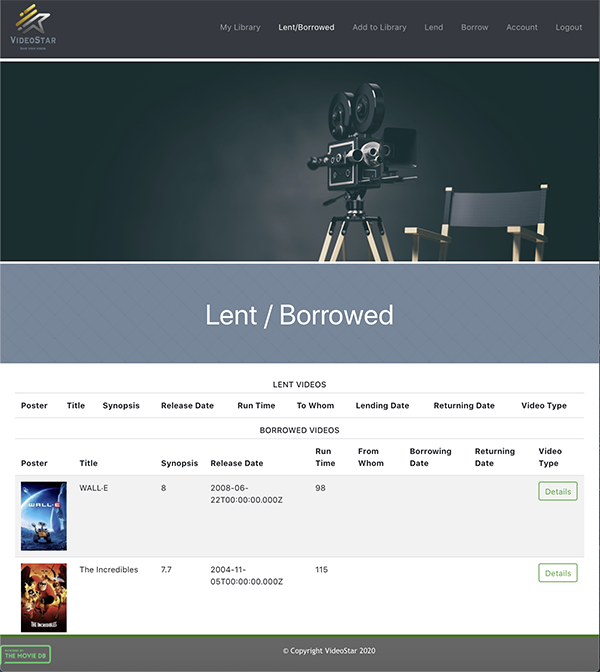 VIDEOSTAR
My Library Lent/Borrowed Add to Library Lend Borrow Account Logout
Lent / Borrowed
LENT VIDEOS
Poster Title Synopsis Release Date Run Time To Whom Lending Date Returning Date Video Type
BORROWED VIDEOS
Poster Title Synopsis Release Date Run Time From Whom Borrowing Date Returning Date Video Type
WALL·E
WALL·E 8 2008-06-22T00:00:00.000Z 98 Details
The Incredibles 7.7 2004-11-05T00:00:00.000Z 115 Details
© Copyright VideoStar 2020
POWERED BY
THE MOVIE DB